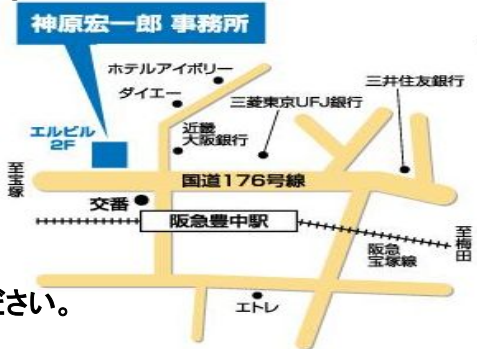 神原宏一郎 事務所
ホテルアイボリー
ダイエー
三井住友銀行
三菱東京UFJ銀行
近畿
大阪銀行
エルビル
2F
至宝塚
国道176号線
交番
阪急豊中駅
至梅田
阪急
宝塚線
ださい。
エトレ